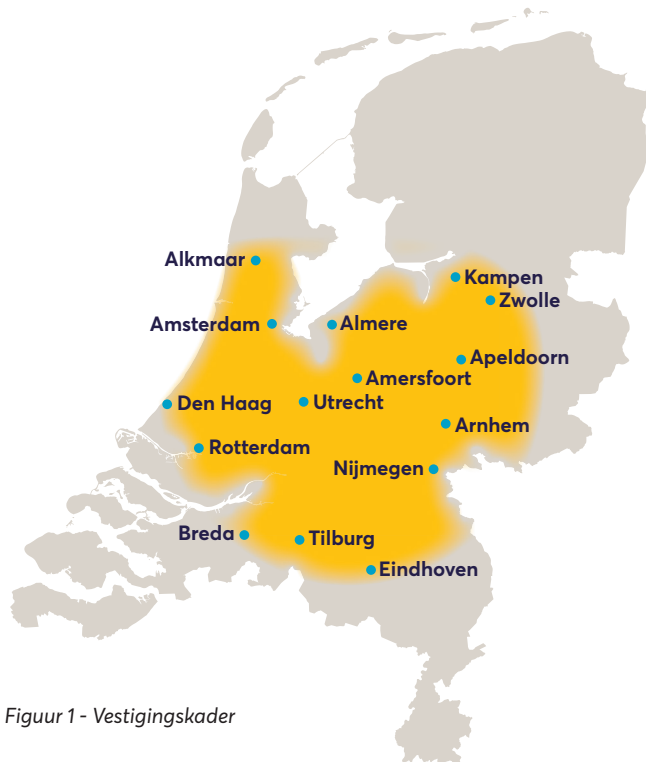 Alkmaar
Kampen
Zwolle
Amsterdam
Almere
Apeldoorn
Amersfoort
Den Haag
Utrecht
Arnhem
Rotterdam
Nijmegen
Breda
Tilburg
Eindhoven
Figuur 1 - Vestigingskader